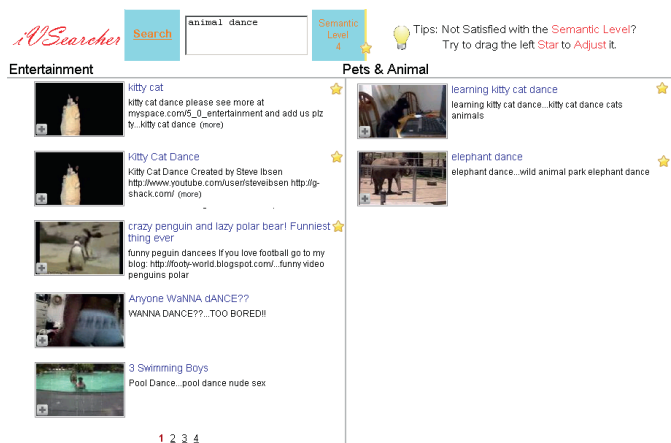 iVSearcher
Search
animal dance
Semantic
Level
4
Tips: Not Satisfied with the Semantic Level?
Try to drag the left Star to Adjust it.
Entertainment
kitty cat
kitty cat dance please see more at
myspace.com/5_0_entertainment and add us plz
ty...kitty cat dance (more)
Kitty Cat Dance
Kitty Cat Dance Created by Steve Ibsen
http://www.youtube.com/user/steveibsen http://g-
shack.com/ (more)
crazy penguin and lazy polar bear! Funniest
thing ever
funny peguin dancees If you love football go to my
blog: http://footy-world.blogspot.com/...funny video
penguins polar
Anyone WaNNA dANCE??
WANNA DANCE??...TOO BORED!!
3 Swimming Boys
Pool Dance...pool dance nude sex
1 2 3 4
Pets & Animal
learning kitty cat dance
learning kitty cat dance...kitty cat dance cats
animals
elephant dance
elephant dance...wild animal park elephant dance